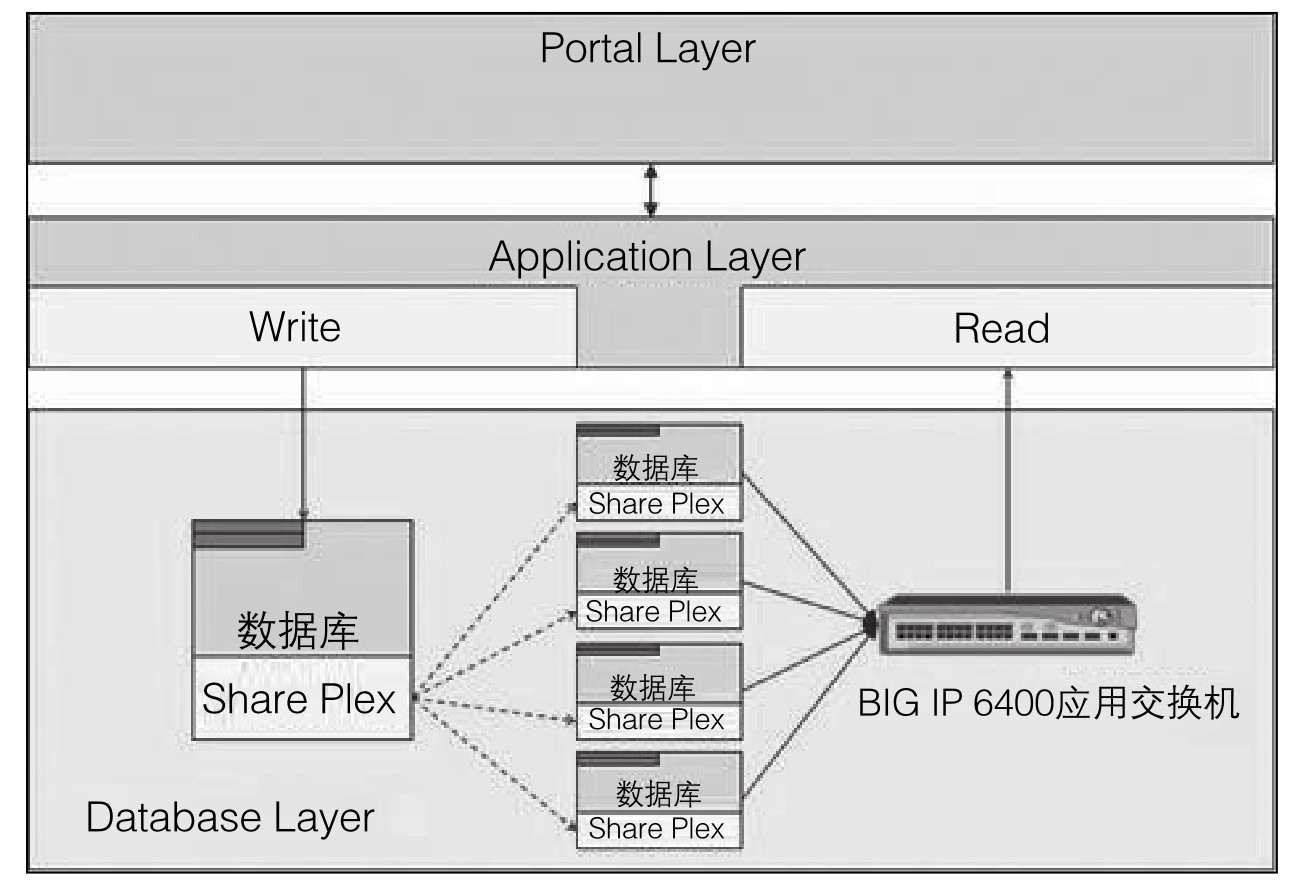 Portal Layer
Application Layer
Write
Read
数据库
Share Plex
数据库
Share Plex
数据库
Share Plex
数据库
Share Plex
数据库
Share Plex
BIG IP 6400应用交换机
Database Layer